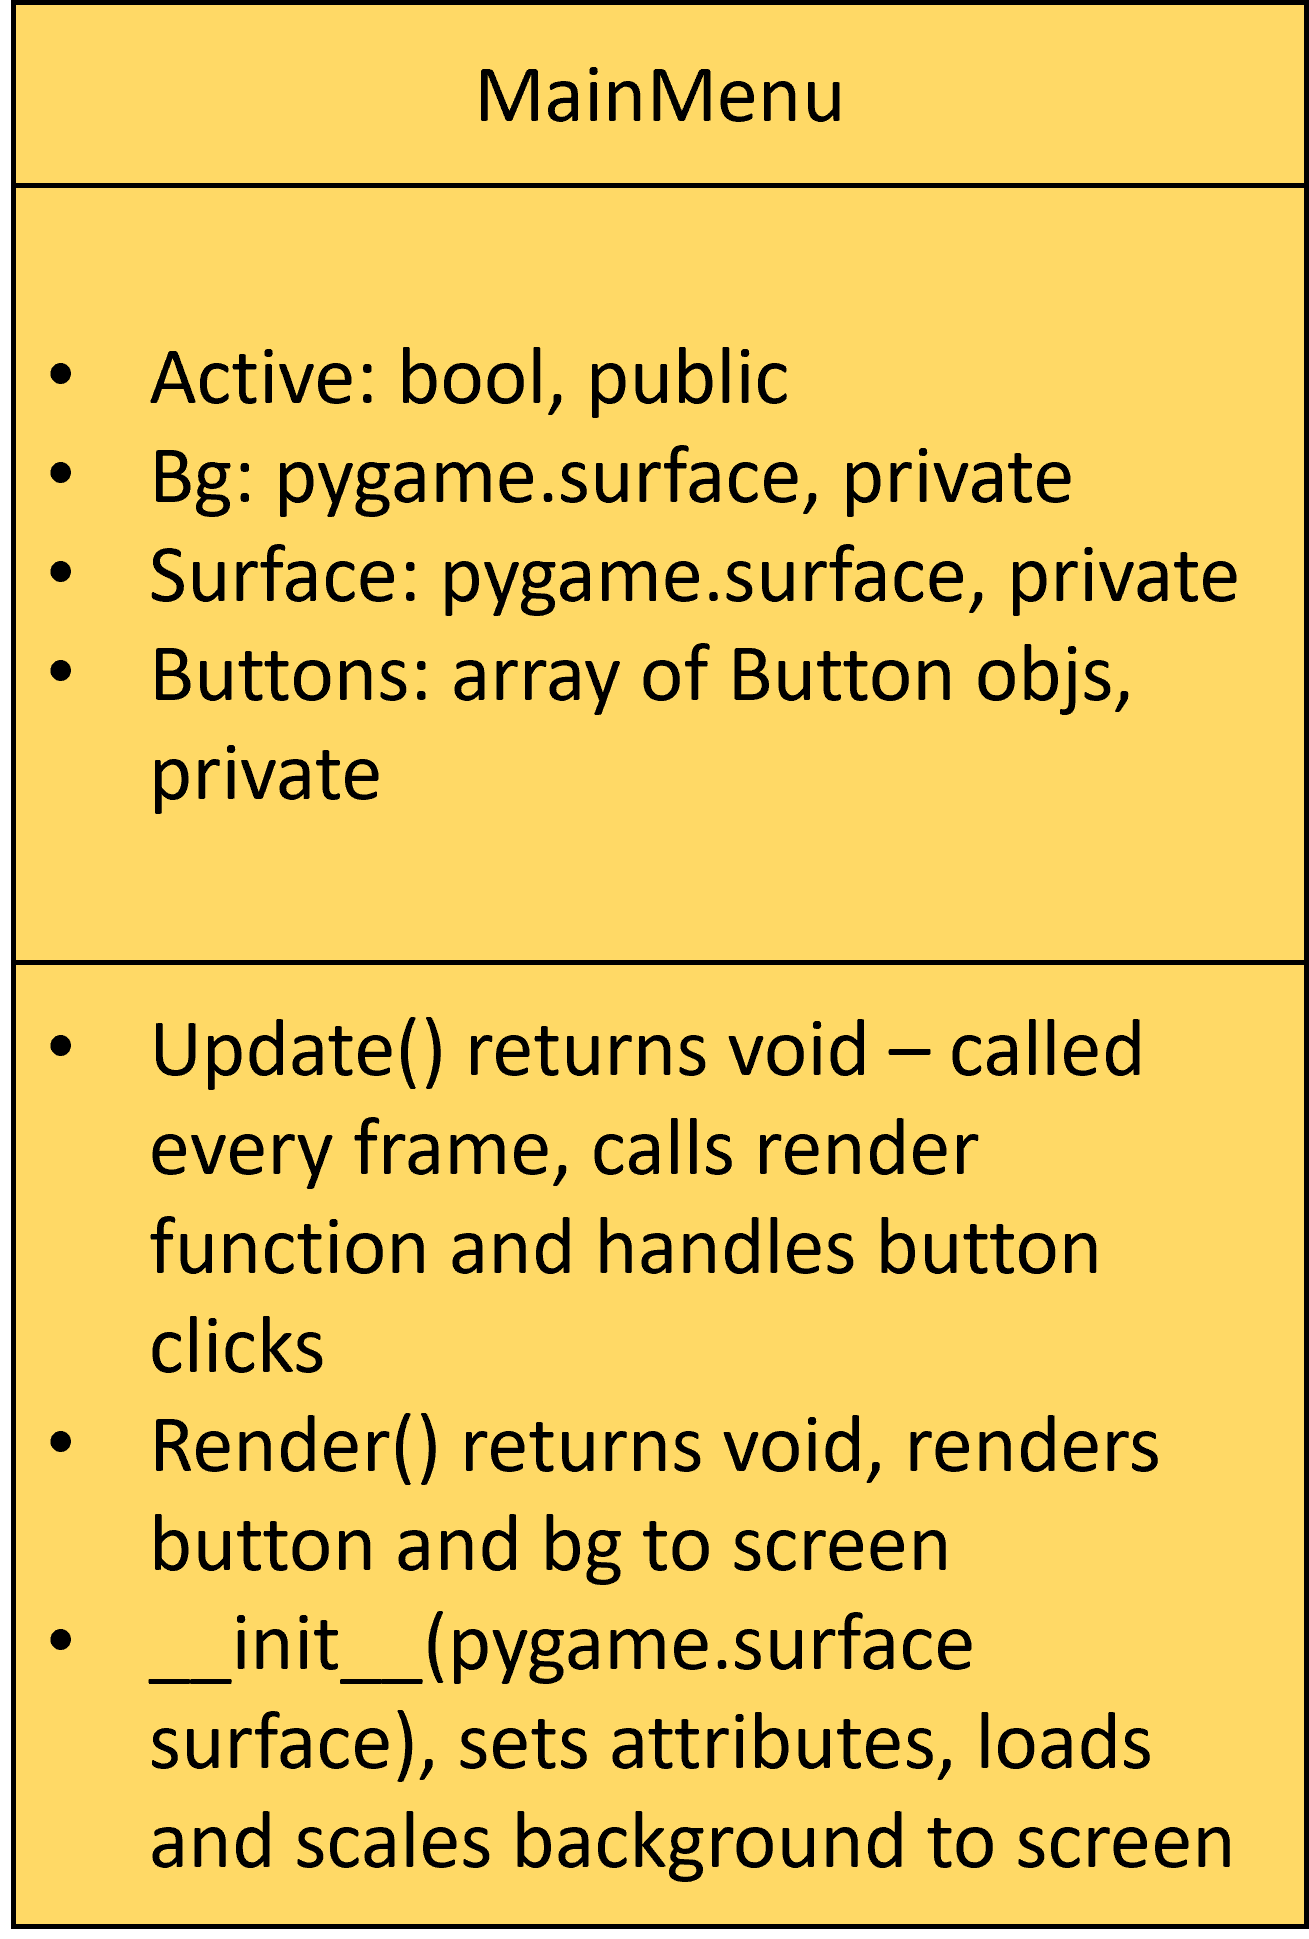 MainMenu
• Active: bool, public
• Bg: pygame.surface, private
• Surface: pygame.surface, private
• Buttons: array of Button objs,
private
• Update() returns void – called
every frame, calls render
function and handles button
clicks
• Render() returns void, renders
button and bg to screen
• __init__(pygame.surface
surface), sets attributes, loads
and scales background to screen